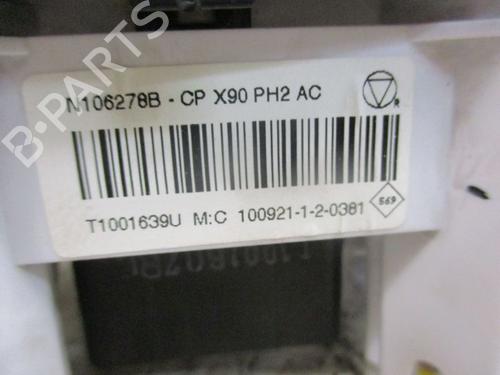 N106278B - CP X90 PH2 AC
R
T1001639U M:C 100921-1-2-0381
569
B-PARTS